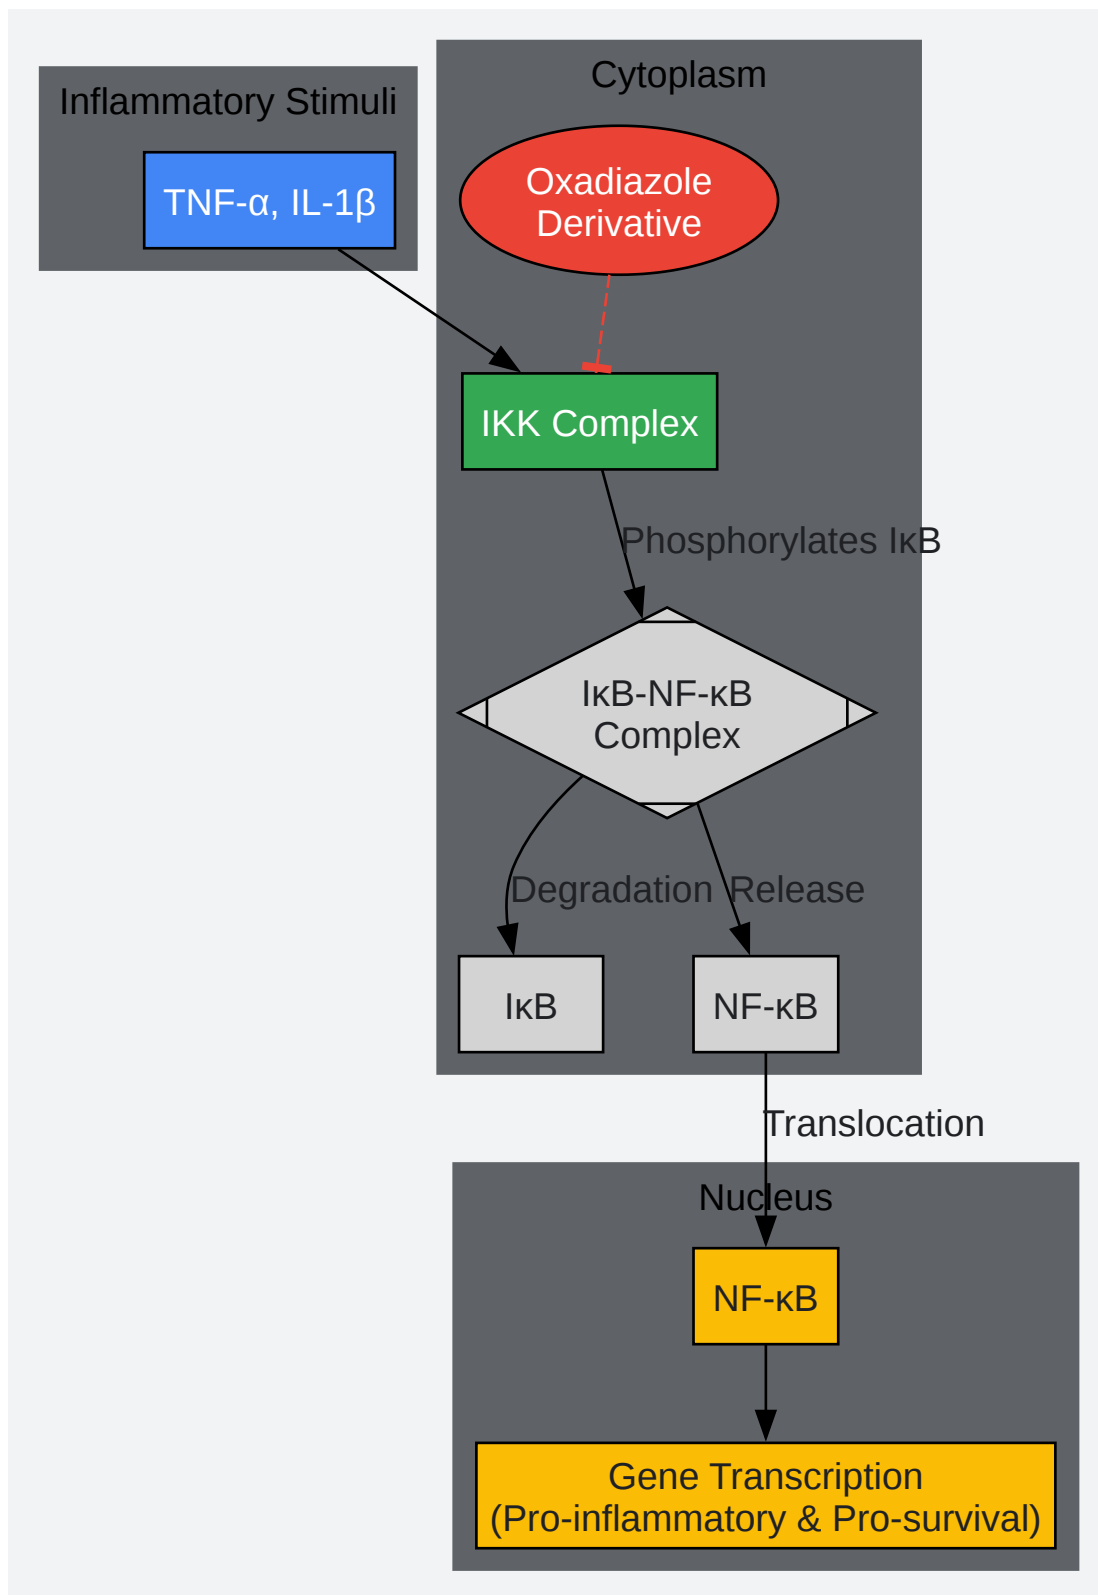 Inflammatory Stimuli
TNF-α, IL-1β
Cytoplasm
Oxadiazole
Derivative
IKK Complex
Phosphorylates IκB
IκB-NF-κB
Complex
Degradation
Release
IκB
NF-κB
Translocation
Nucleus
NF-κB
Gene Transcription
(Pro-inflammatory & Pro-survival)